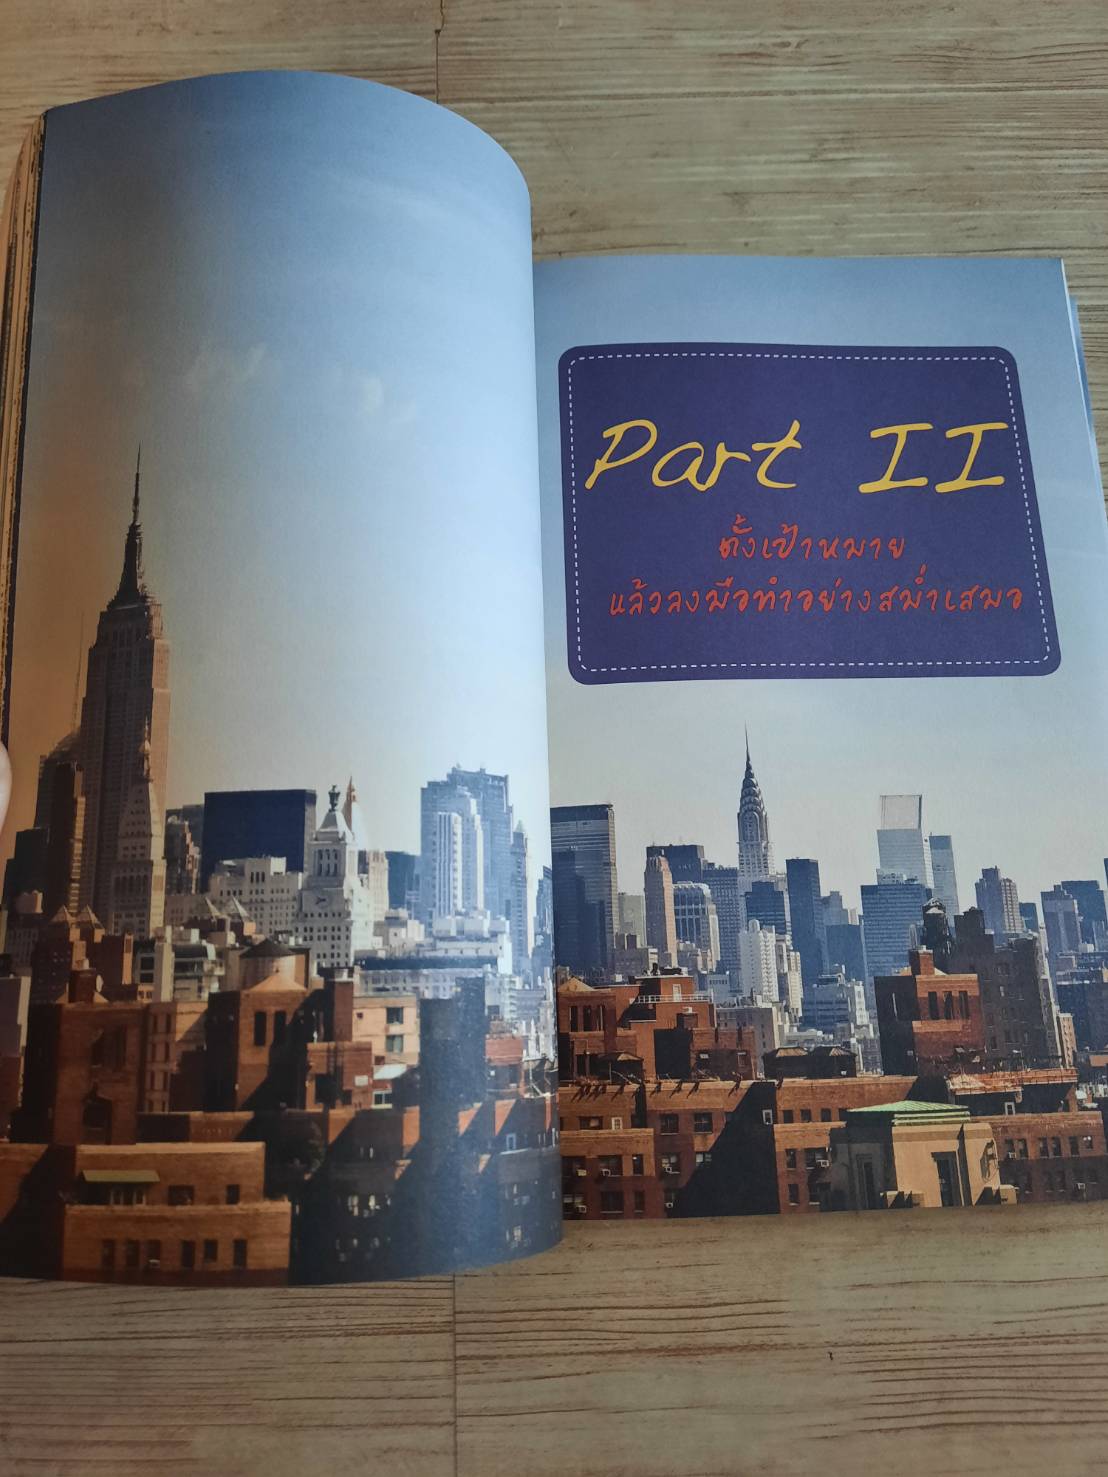 Part II
ตั้งเป้าหมาย
แล้วลงมือทำอย่างสม่ำเสมอ